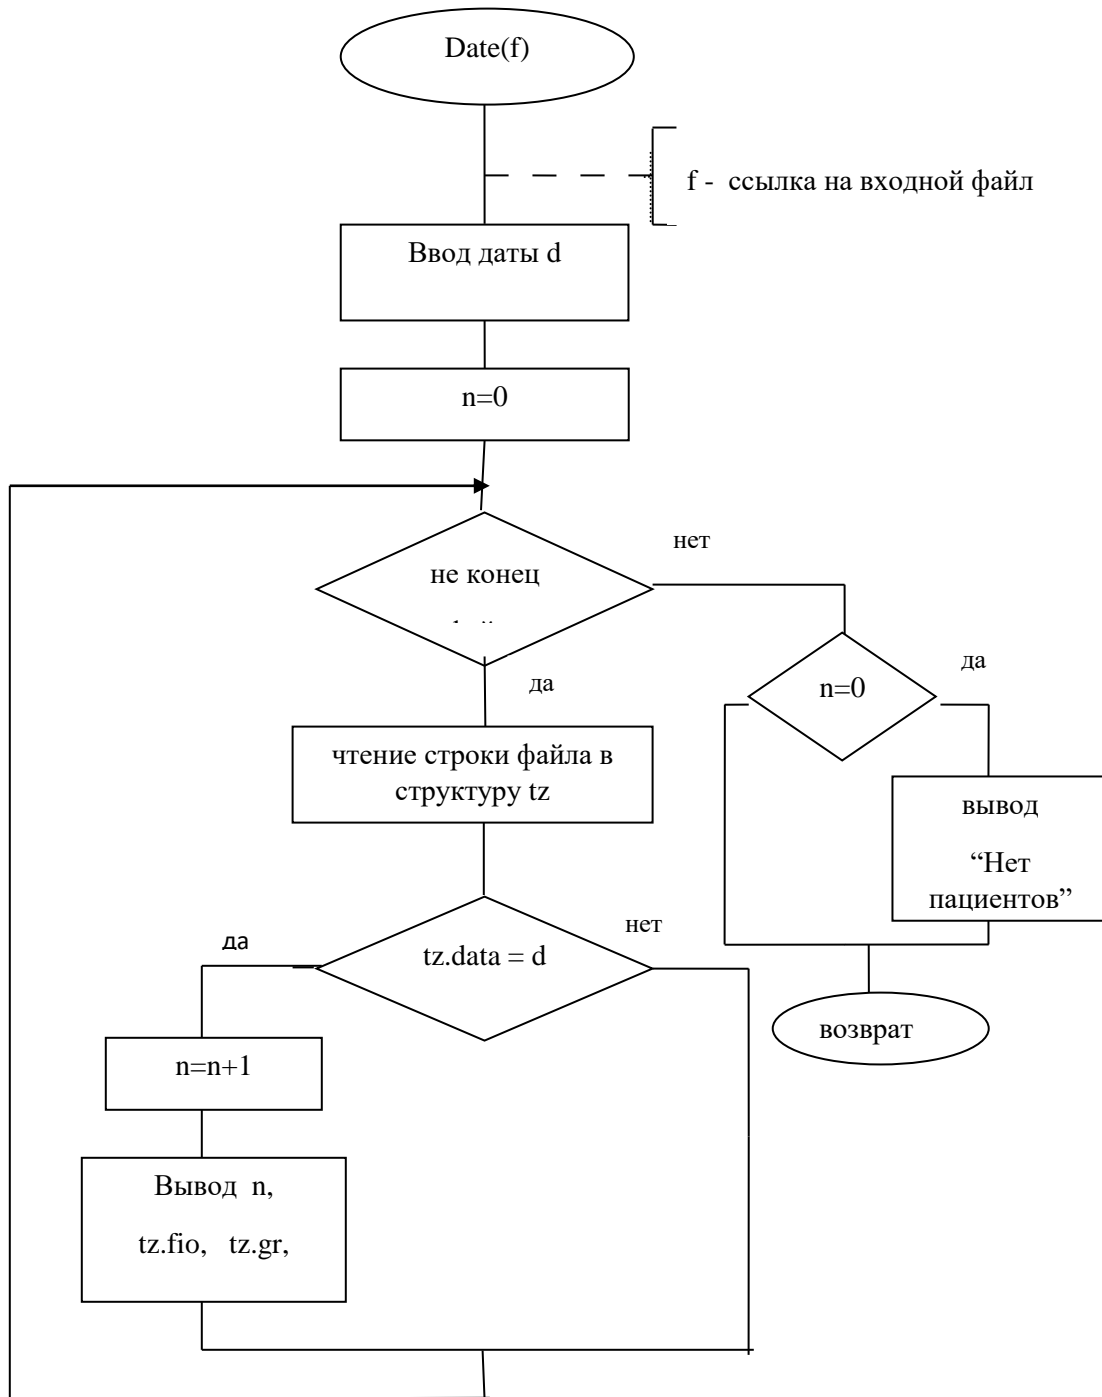 Date(f)
f - ссылка на входной файл
Ввод даты d
n=0
не конец
нет
да
n=0
да
чтение строки файла в
структуру tz
вывод
“Нет
пациентов”
tz.data = d
да
нет
возврат
n=n+1
Вывод n,
tz.fio, tz.gr,